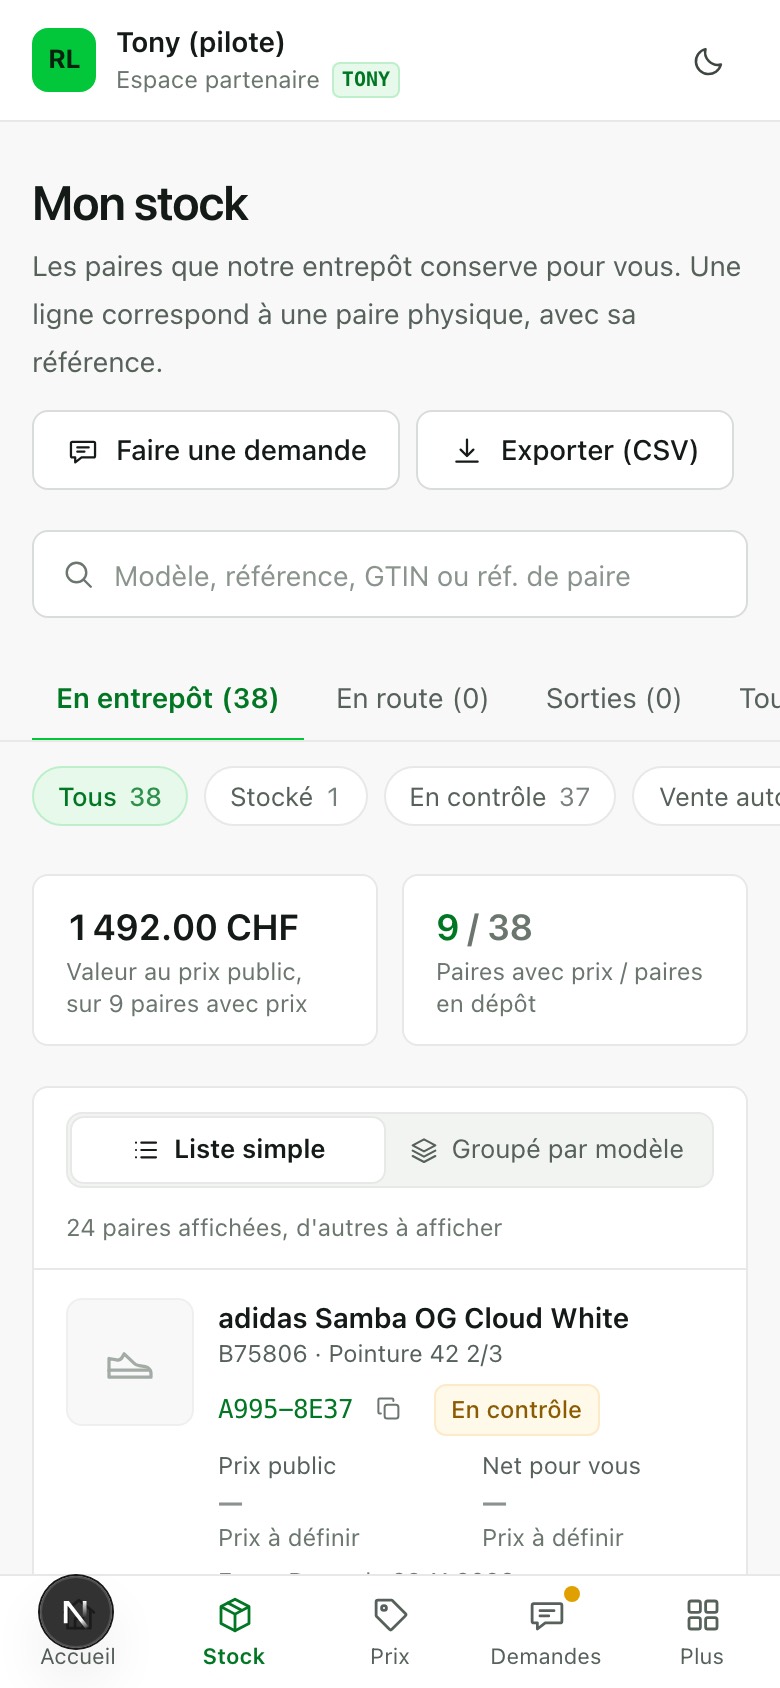 RL
Tony (pilote)
Espace partenaire TONY
Mon stock
Les paires que notre entrepôt conserve pour vous. Une
ligne correspond à une paire physique, avec sa
référence.
Faire une demande
Exporter (CSV)
Modèle, référence, GTIN ou réf. de paire
En entrepôt (38) En route (0) Sorties (0) Tou
Tous 38 Stocké 1 En contrôle 37 Vente auto
1 492.00 CHF
Valeur au prix public,
sur 9 paires avec prix
9 / 38
Paires avec prix / paires
en dépôt
Liste simple Groupé par modèle
24 paires affichées, d'autres à afficher
adidas Samba OG Cloud White
B75806 · Pointure 42 2/3
A995–8E37 En contrôle
Prix public Net pour vous
— —
Prix à définir Prix à définir
N
Accueil Stock Prix Demandes Plus